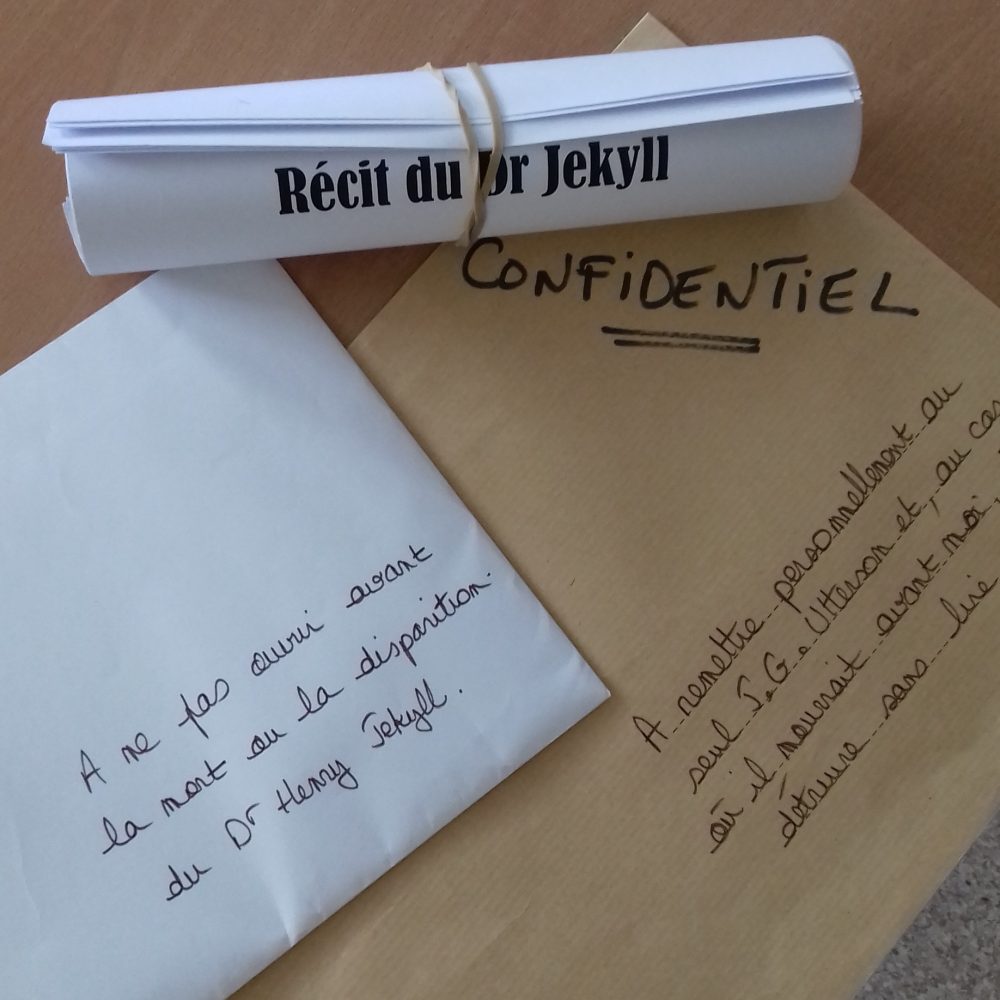 Récit du Dr Jekyll
CONFIDENTIEL
A remettre personnellement au
seul J.G. Utterson et, au cas
où il mourrait avant moi,
détruire sans lire
A ne pas ouvrir avant
la mort ou la disparition
du Dr Henry Jekyll.